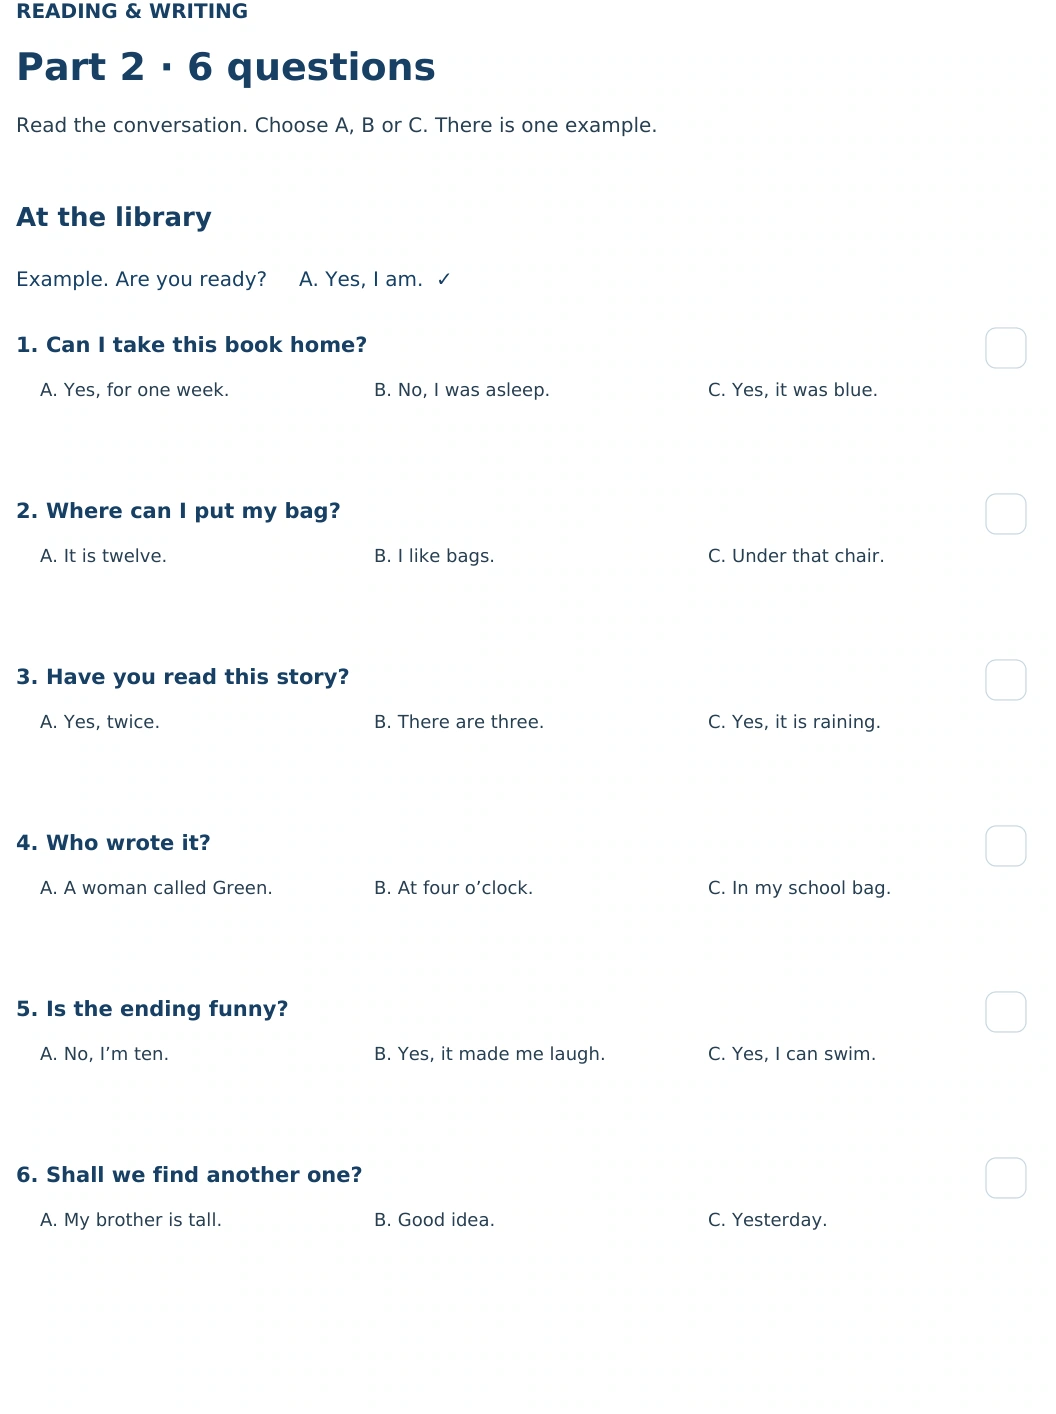 READING & WRITING
Part 2 · 6 questions
Read the conversation. Choose A, B or C. There is one example.
At the library
Example. Are you ready? A. Yes, I am. ✓
1. Can I take this book home?
A. Yes, for one week. B. No, I was asleep. C. Yes, it was blue.
2. Where can I put my bag?
A. It is twelve. B. I like bags. C. Under that chair.
3. Have you read this story?
A. Yes, twice. B. There are three. C. Yes, it is raining.
4. Who wrote it?
A. A woman called Green. B. At four o’clock. C. In my school bag.
5. Is the ending funny?
A. No, I’m ten. B. Yes, it made me laugh. C. Yes, I can swim.
6. Shall we find another one?
A. My brother is tall. B. Good idea. C. Yesterday.